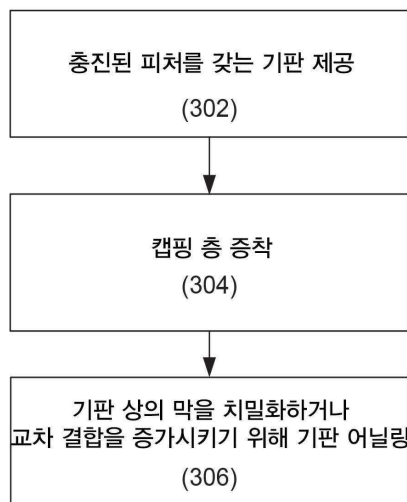 충진된 피처를 갖는 기판 제공
(302)
캡핑 층 증착
(304)
기판 상의 막을 치밀화하거나
교차 결합을 증가시키기 위해 기판 어닐링
(306)